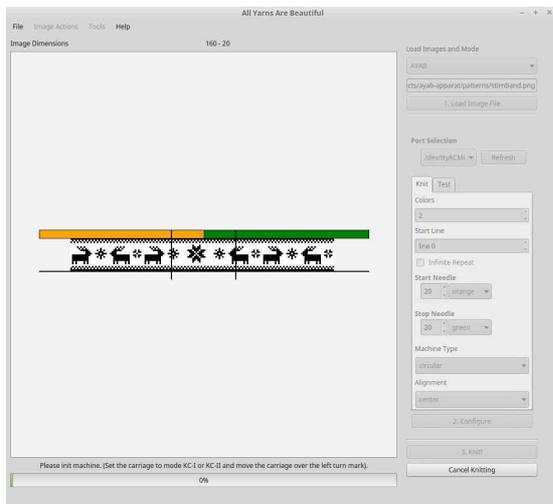 All Yarns Are Beautiful
File Image Actions Tools Help
Image Dimensions 160 - 20
Load Images and Mode
AYAB
cts/ayab-apparat/patterns/stirnband.png
1. Load Image File
Port Selection
/dev/ttyACM Refresh
Knit Test
Colors
2
Start Line
line 0
Infinite Repeat
Start Needle
20 orange
Stop Needle
20 green
Machine Type
circular
Alignment
center
2. Configure
3. Knit!
Please init machine. (Set the carriage to mode KC-I or KC-II and move the carriage over the left turn mark).
Cancel Knitting
0%